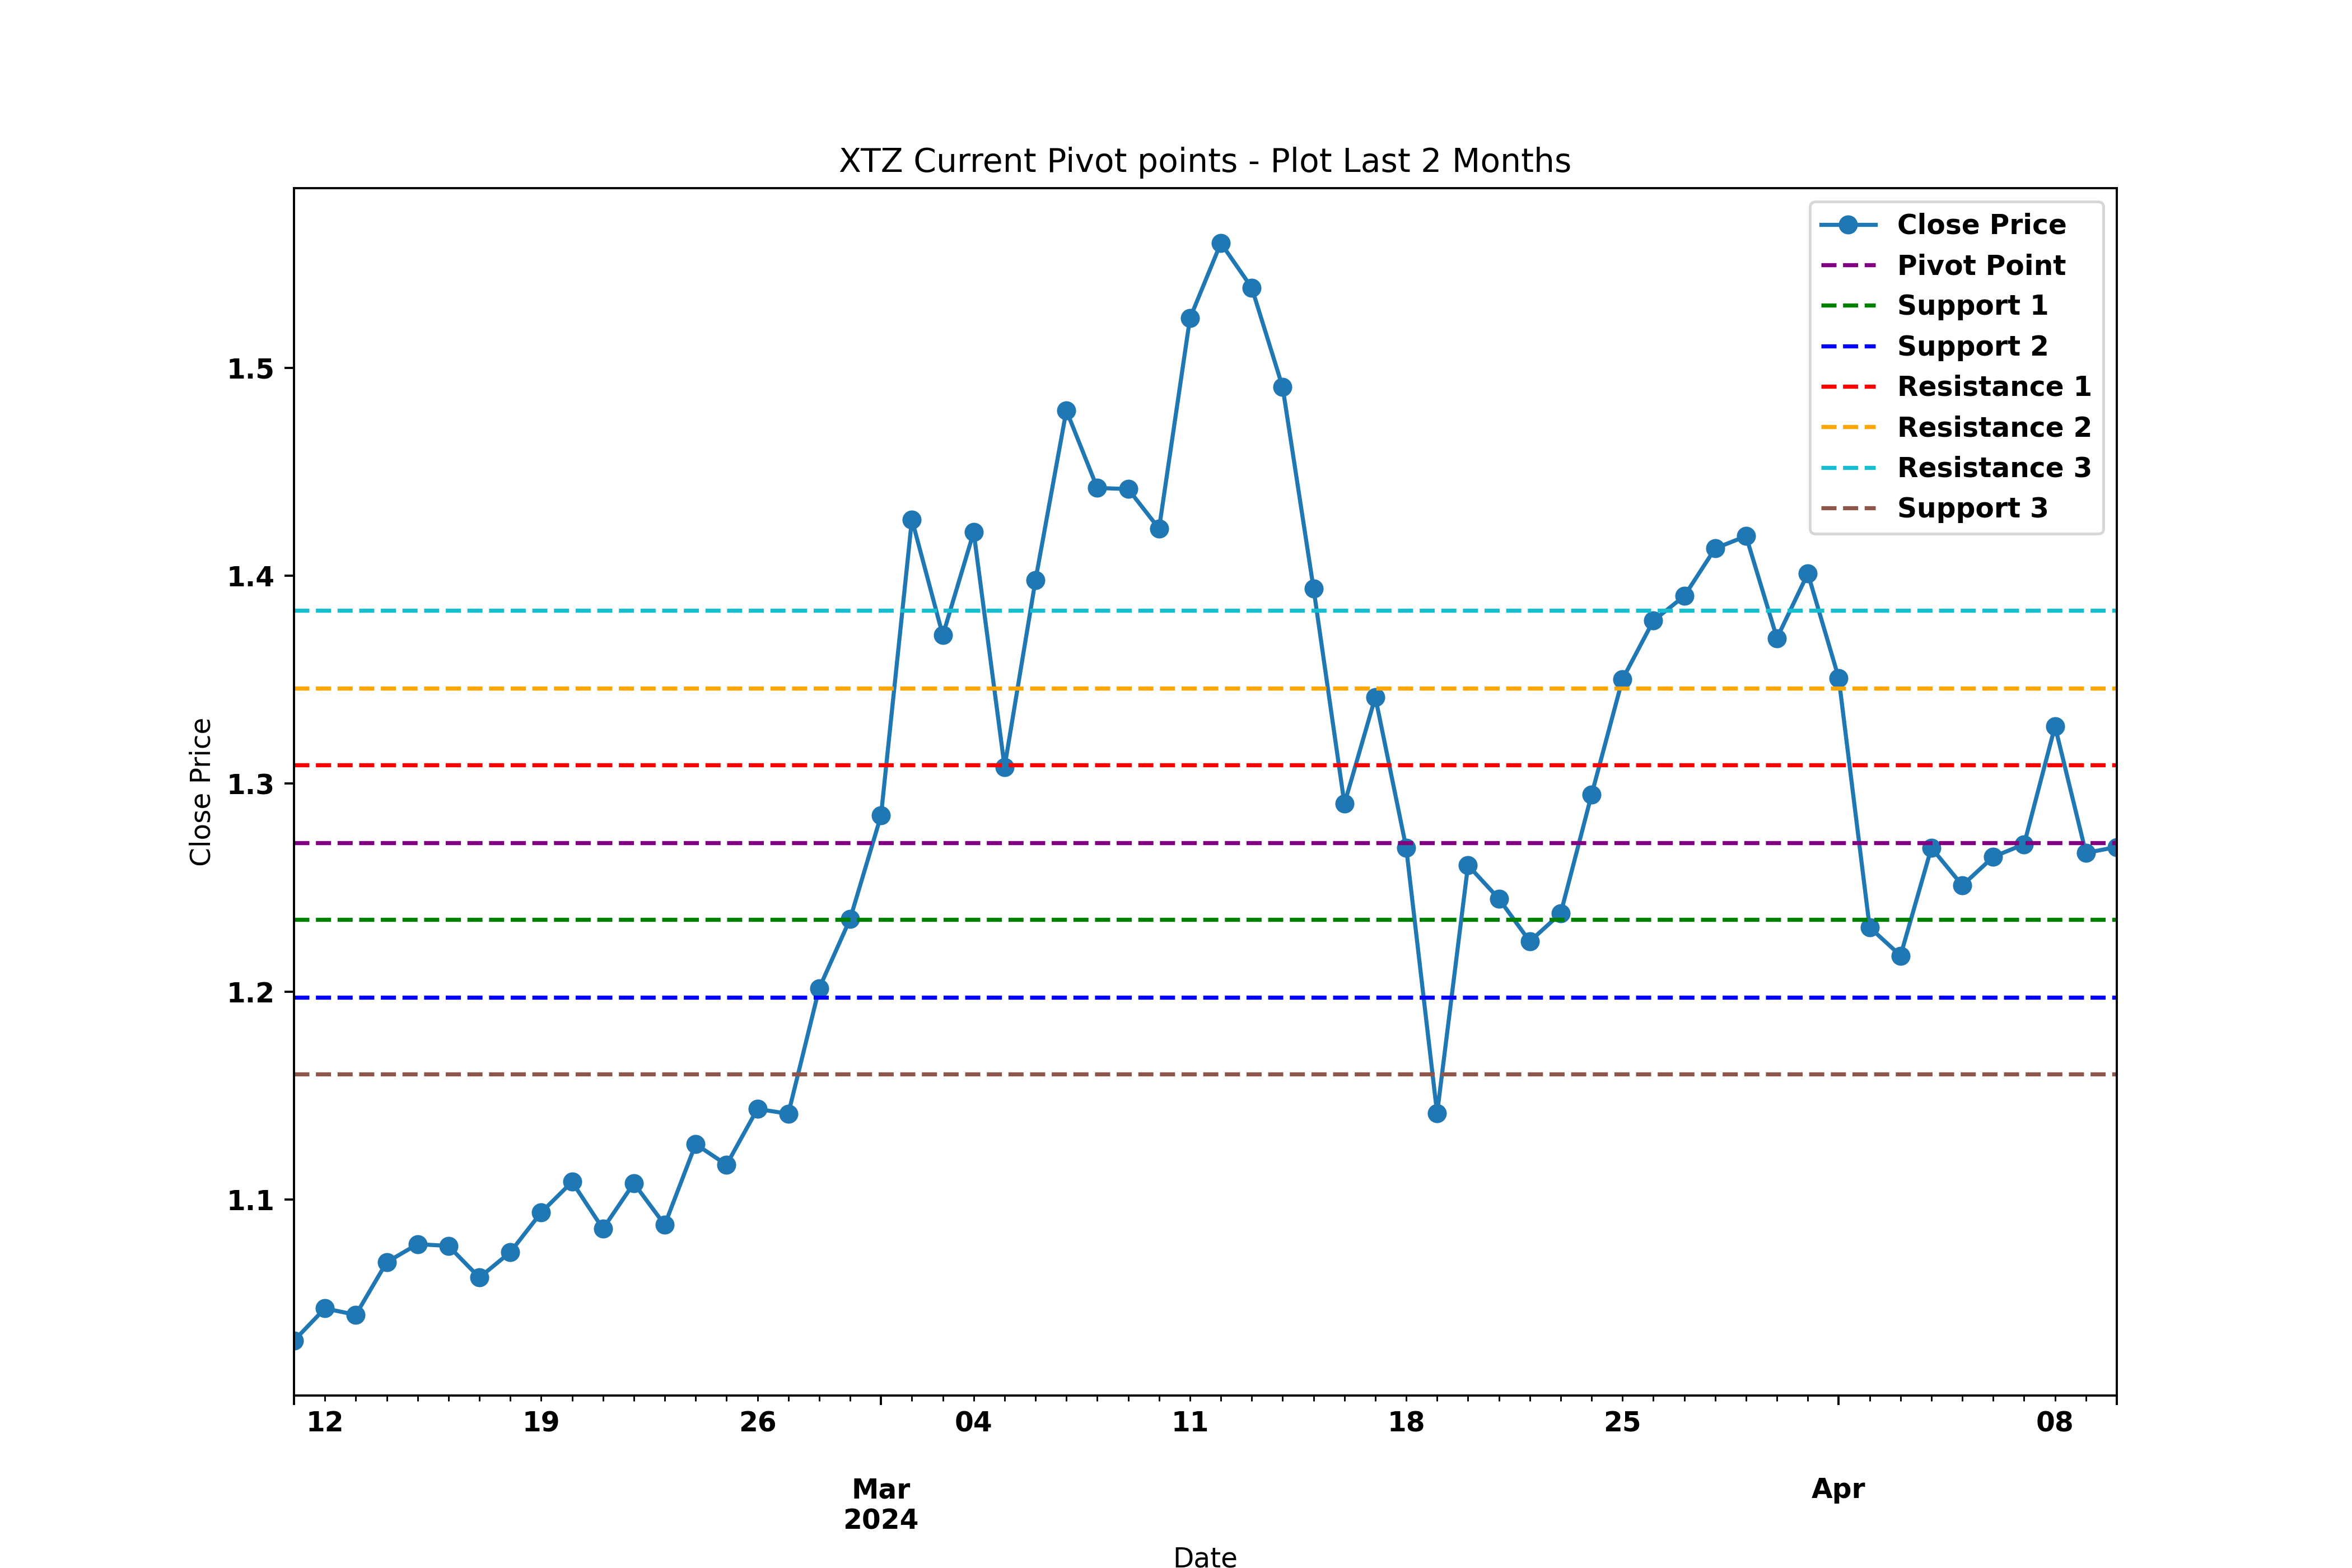 XTZ Current Pivot points - Plot Last 2 Months
Close Price
Pivot Point
Support 1
Support 2
Resistance 1
Resistance 2
Resistance 3
Support 3
Close Price
1.5
1.4
1.3
1.2
1.1
12 19 26 04 11 18 25 08
Mar Apr
2024
Date